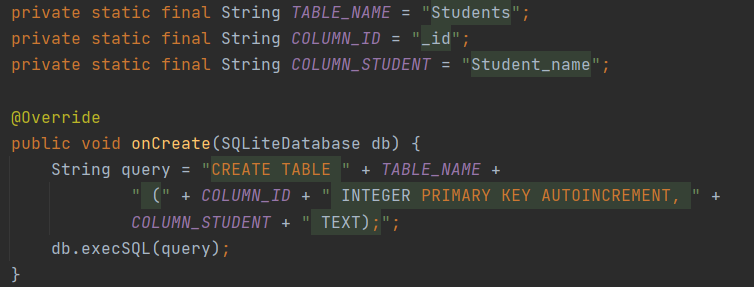 private static final String TABLE_NAME = "Students";
private static final String COLUMN_ID = "_id";
private static final String COLUMN_STUDENT = "Student_name";
@Override
public void onCreate(SQLiteDatabase db) {
String query = "CREATE TABLE " + TABLE_NAME +
" (" + COLUMN_ID + " INTEGER PRIMARY KEY AUTOINCREMENT, " +
COLUMN_STUDENT + " TEXT);";
db.execSQL(query);
}